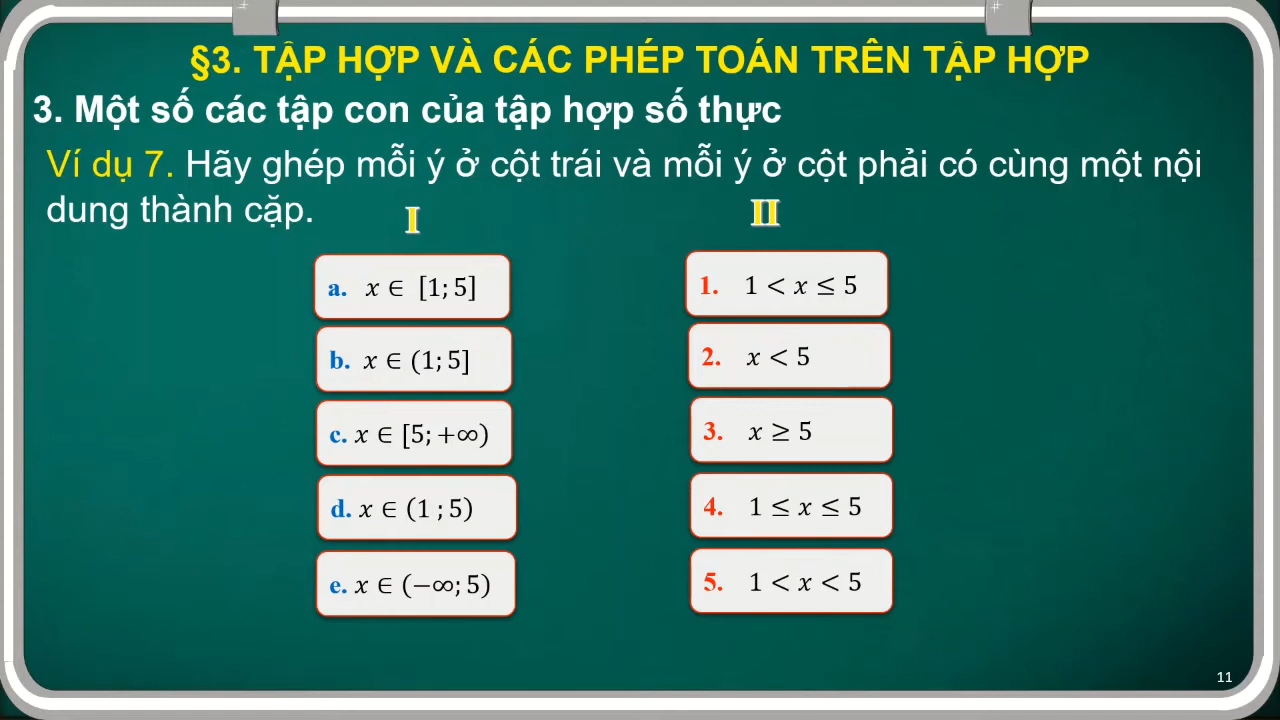 §3. TẬP HỢP VÀ CÁC PHÉP TOÁN TRÊN TẬP HỢP
3. Một số các tập con của tập hợp số thực
Ví dụ 7. Hãy ghép mỗi ý ở cột trái và mỗi ý ở cột phải có cùng một nội
dung thành cặp.
I
II
a. x ∈ [1; 5]
1. 1 < x ≤ 5
b. x ∈ (1; 5]
2. x < 5
c. x ∈ [5; +∞)
3. x ≥ 5
d. x ∈ (1 ; 5)
4. 1 ≤ x ≤ 5
e. x ∈ (−∞; 5)
5. 1 < x < 5
11